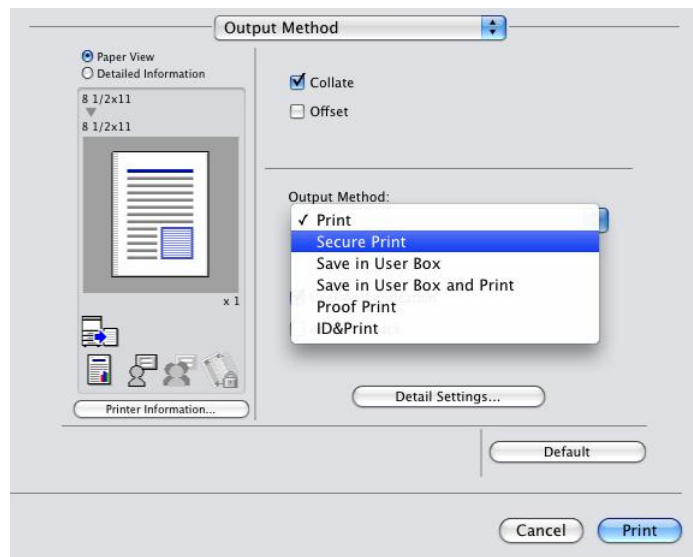 Output Method
Paper View
Detailed Information
8 1/2x11
8 1/2x11
x 1
Printer Information...
Collate
Offset
Output Method:
✓ Print
Secure Print
Save in User Box
Save in User Box and Print
Proof Print
ID&Print
Detail Settings...
Default
Cancel
Print